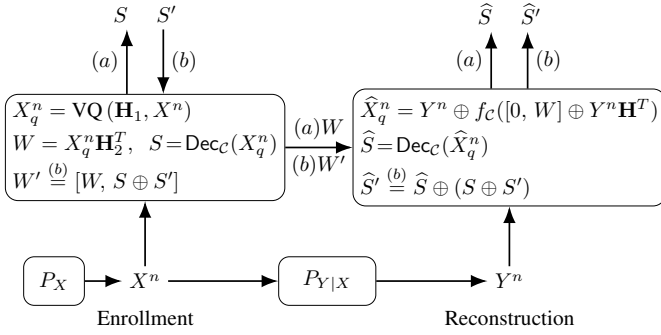 S S′ Ŝ Ŝ′
(a) (b) (a) (b)
X_q^n = VQ (H_1, X^n)
W = X_q^n H_2^T, S = Dec_C(X_q^n)
W′ (b)= [W, S ⊕ S′]
(a)W
(b)W′
X̂_q^n = Y^n ⊕ f_C([0, W] ⊕ Y^n H^T)
Ŝ = Dec_C(X̂_q^n)
Ŝ′ (b)= Ŝ ⊕ (S ⊕ S′)
P_X X^n P_{Y|X} Y^n
Enrollment Reconstruction